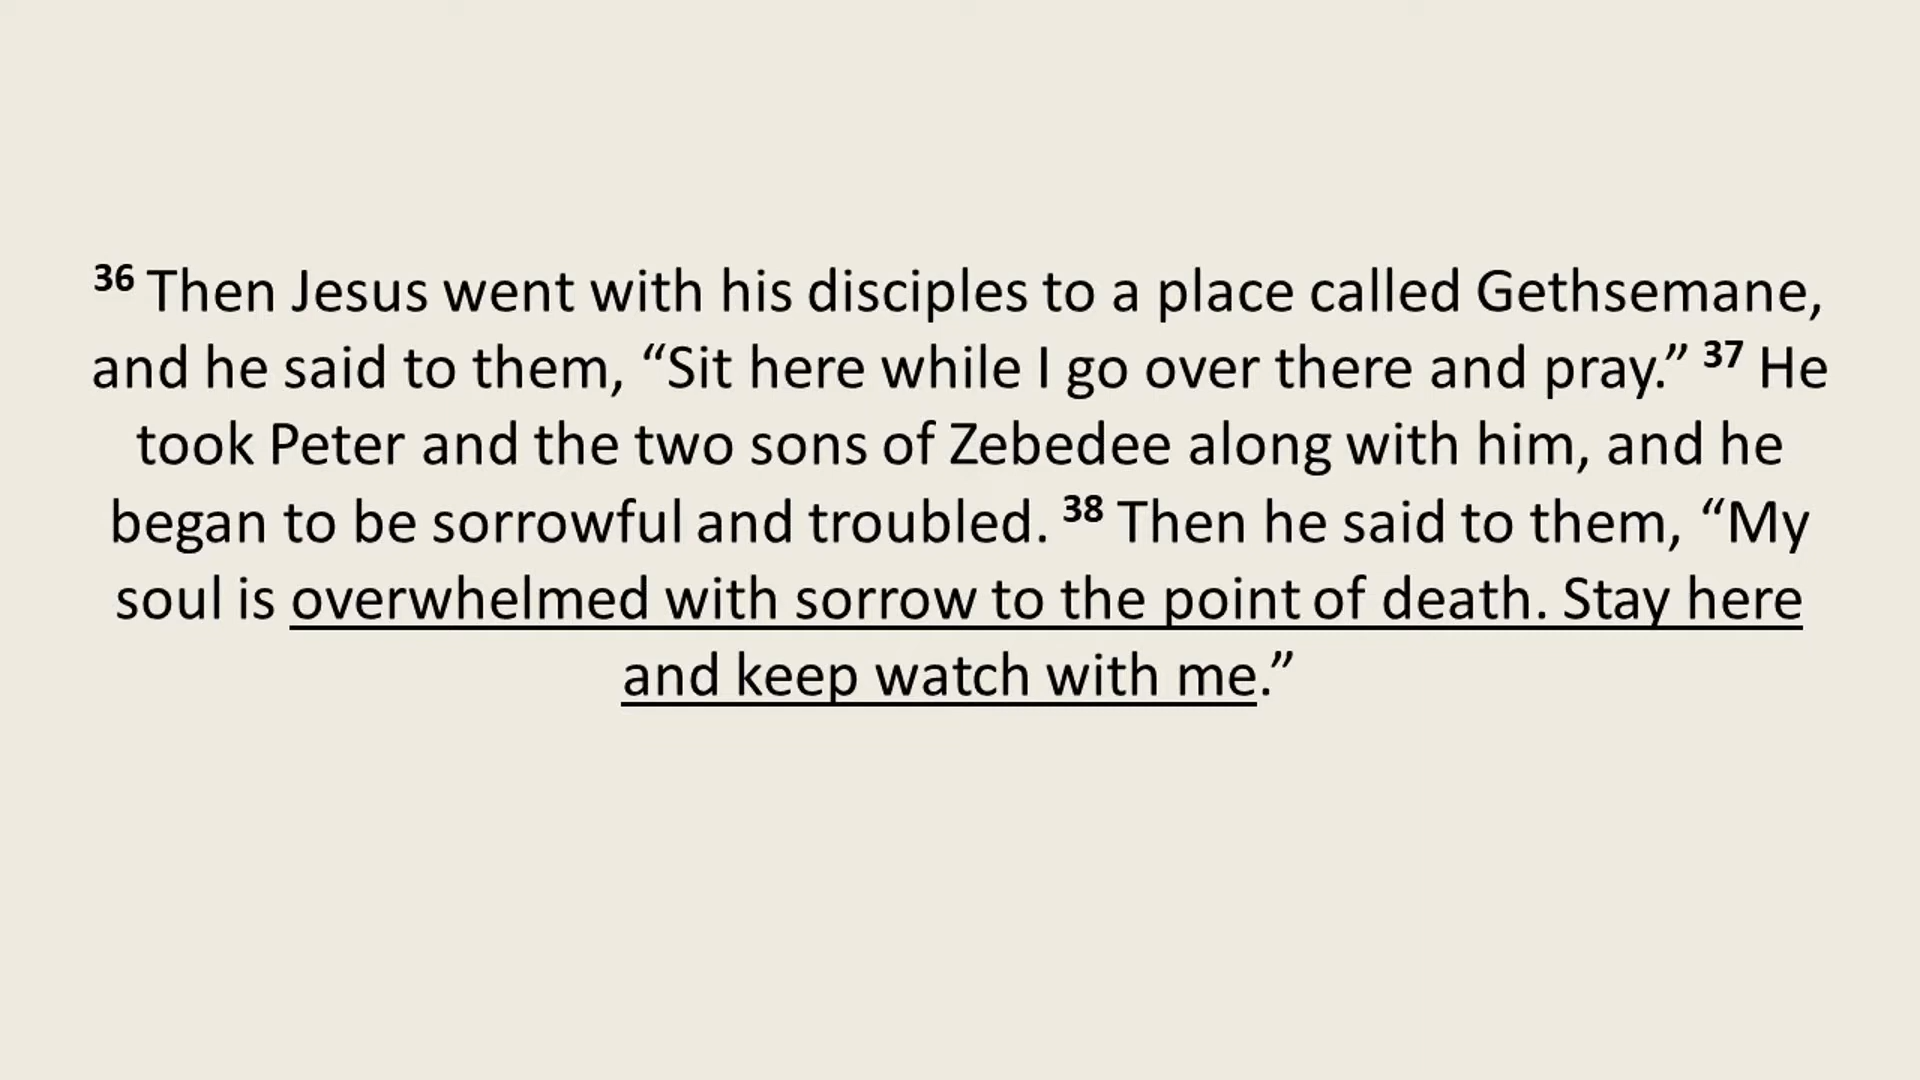 36 Then Jesus went with his disciples to a place called Gethsemane,
and he said to them, “Sit here while I go over there and pray.” 37 He
took Peter and the two sons of Zebedee along with him, and he
began to be sorrowful and troubled. 38 Then he said to them, “My
soul is overwhelmed with sorrow to the point of death. Stay here
and keep watch with me.”